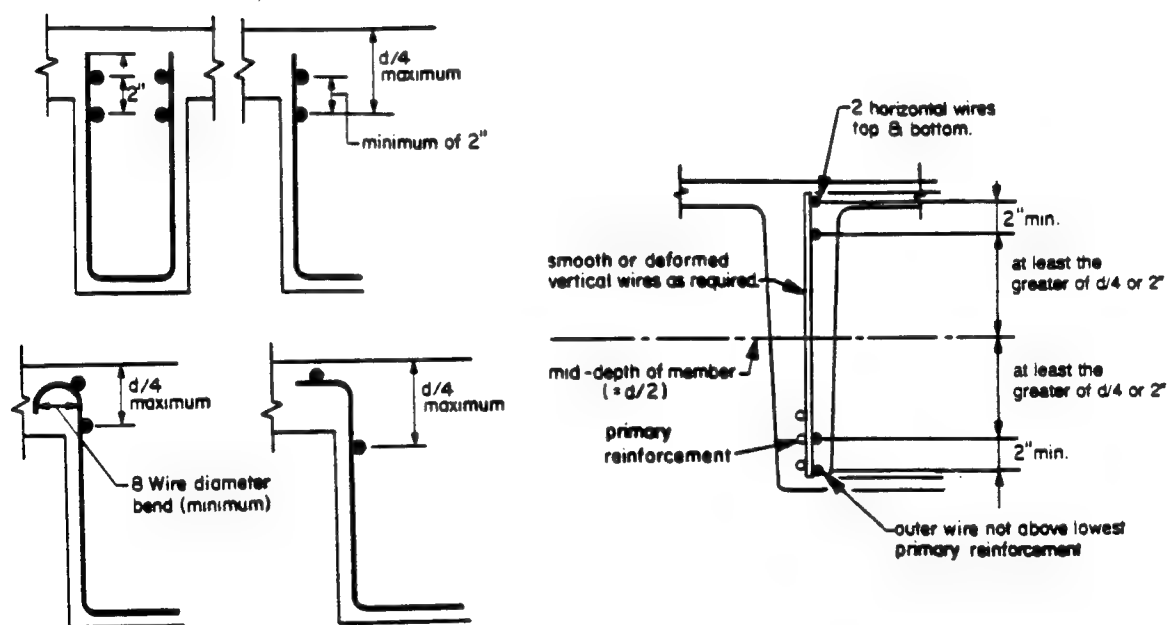 d/4
maximum
2"
minimum of 2"
d/4
maximum
8 Wire diameter
bend (minimum)
d/4
maximum
2 horizontal wires
top & bottom.
2" min.
smooth or deformed
vertical wires as required
at least the
greater of d/4 or 2"
mid-depth of member
(= d/2)
at least the
greater of d/4 or 2"
primary
reinforcement
2" min.
outer wire not above lowest
primary reinforcement